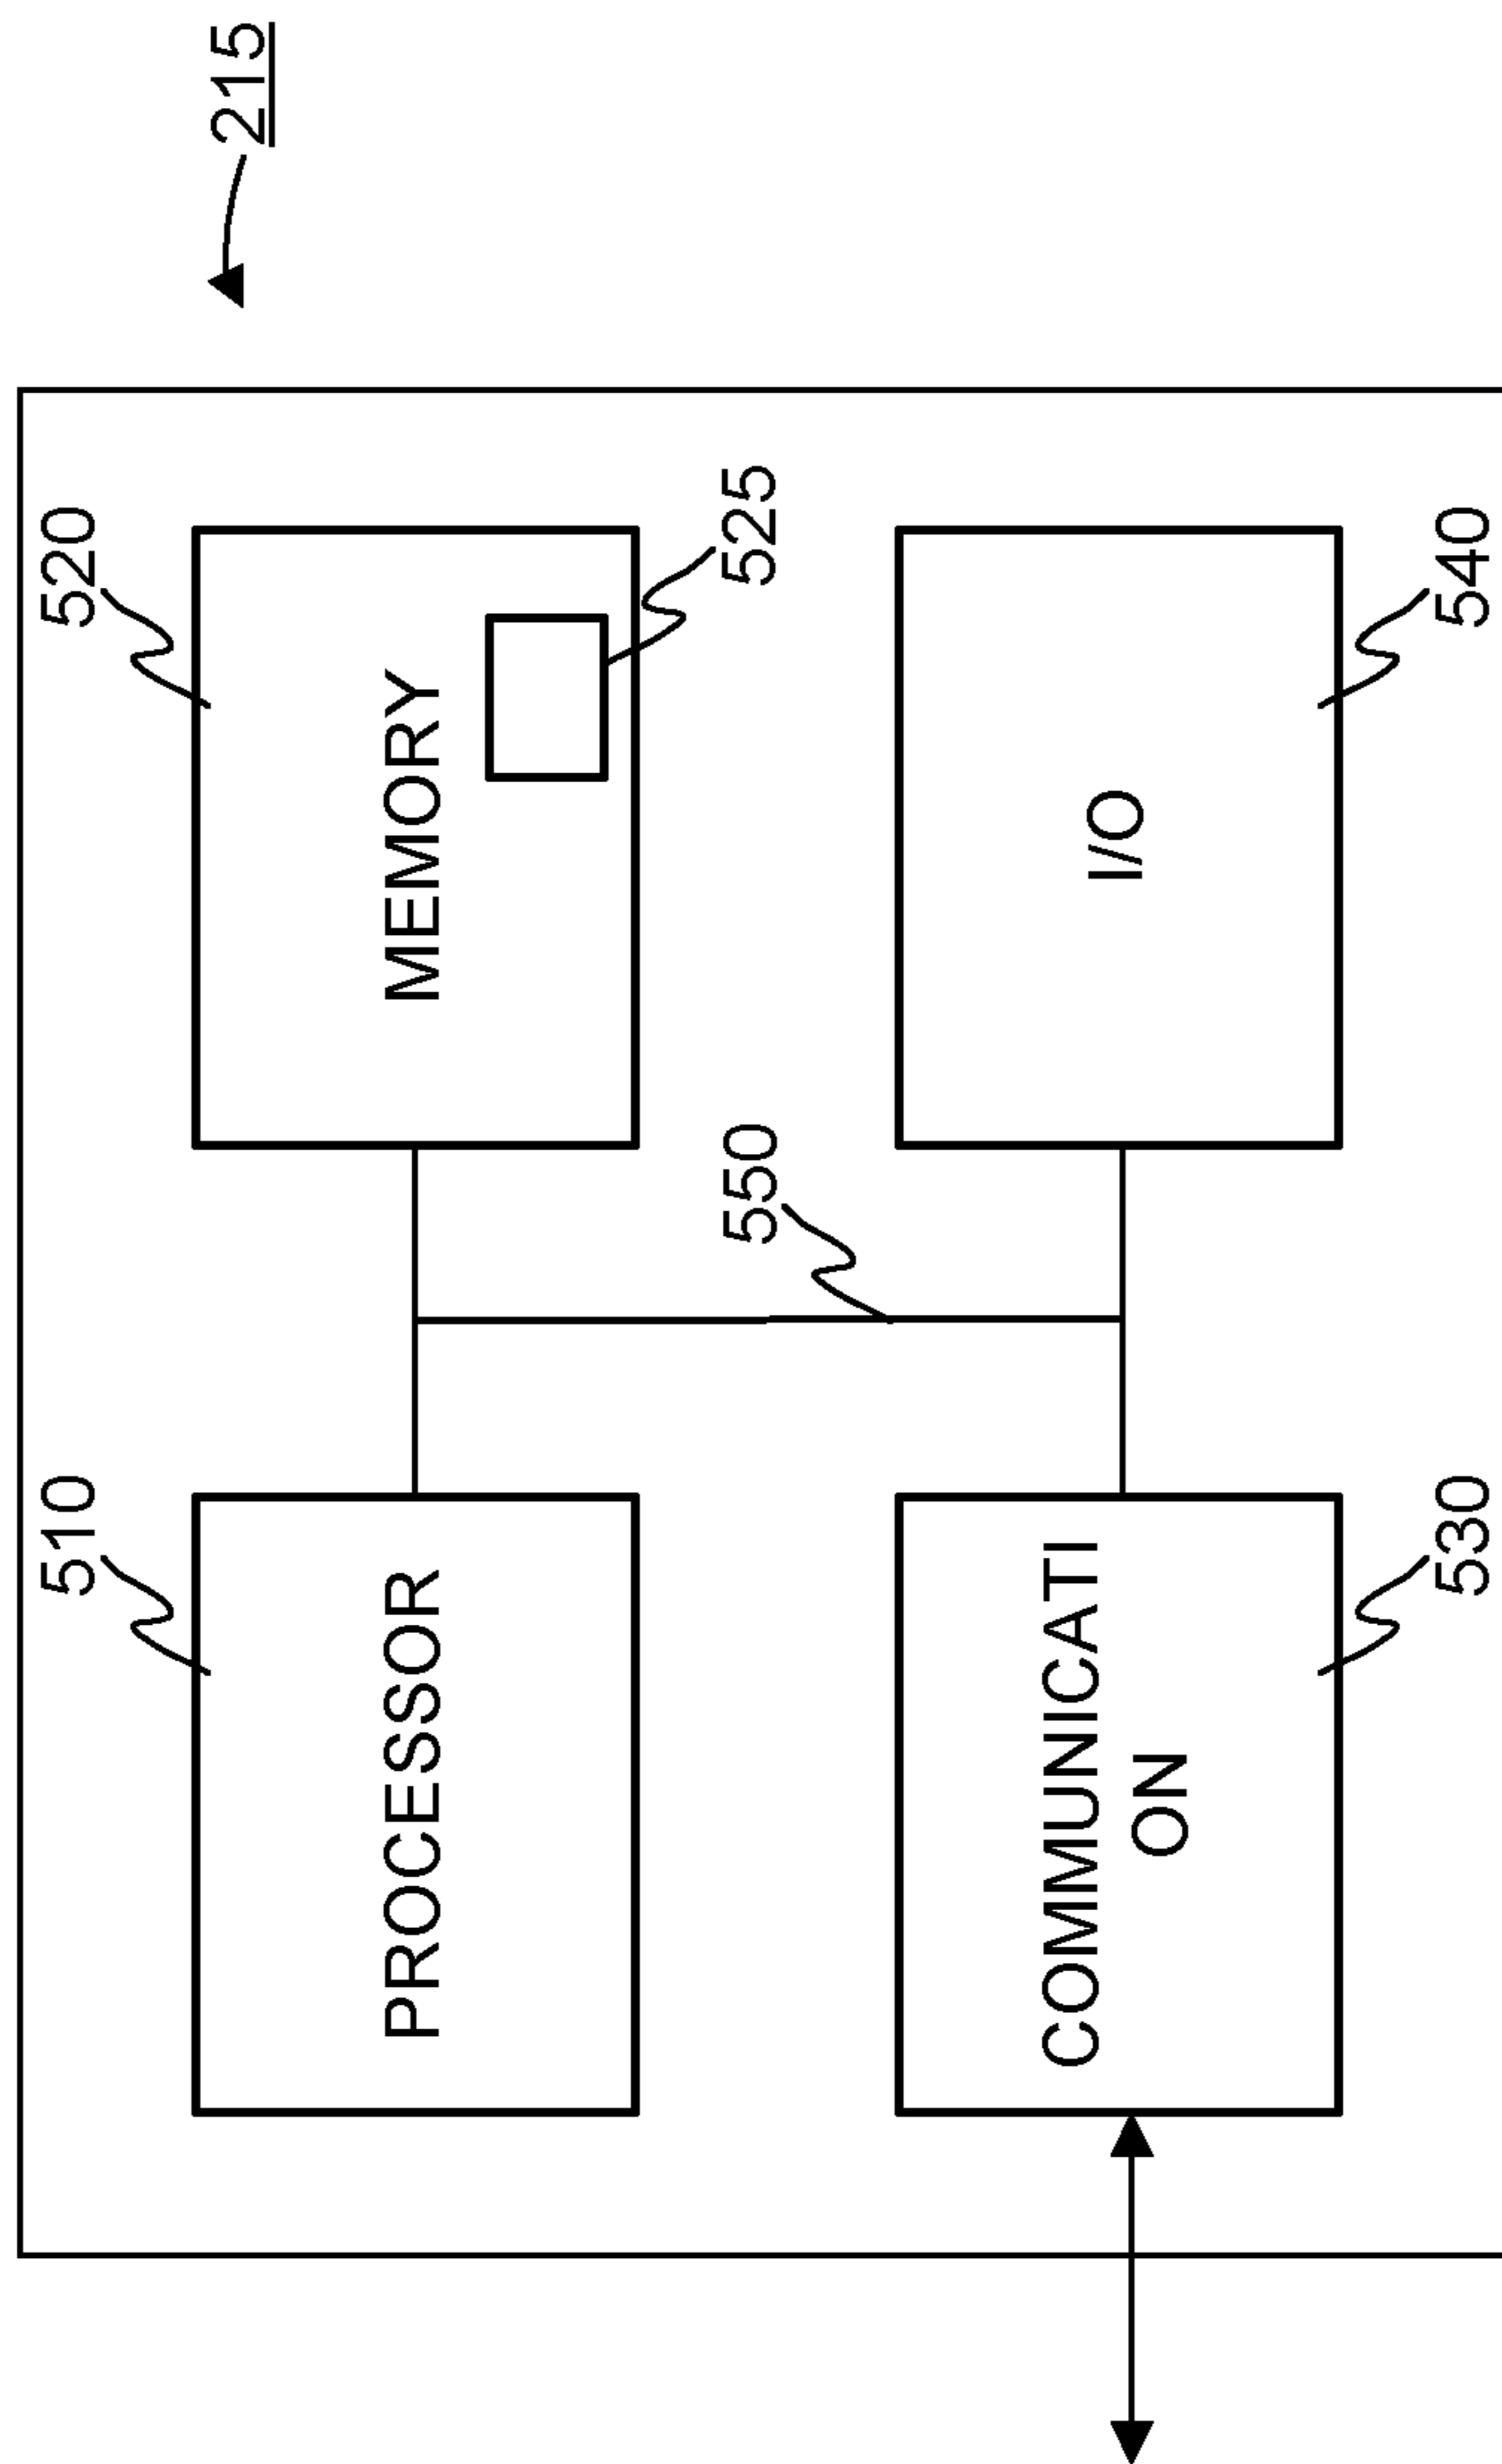 215
510
520
PROCESSOR
MEMORY
525
550
COMMUNICATI
ON
I/O
530
540